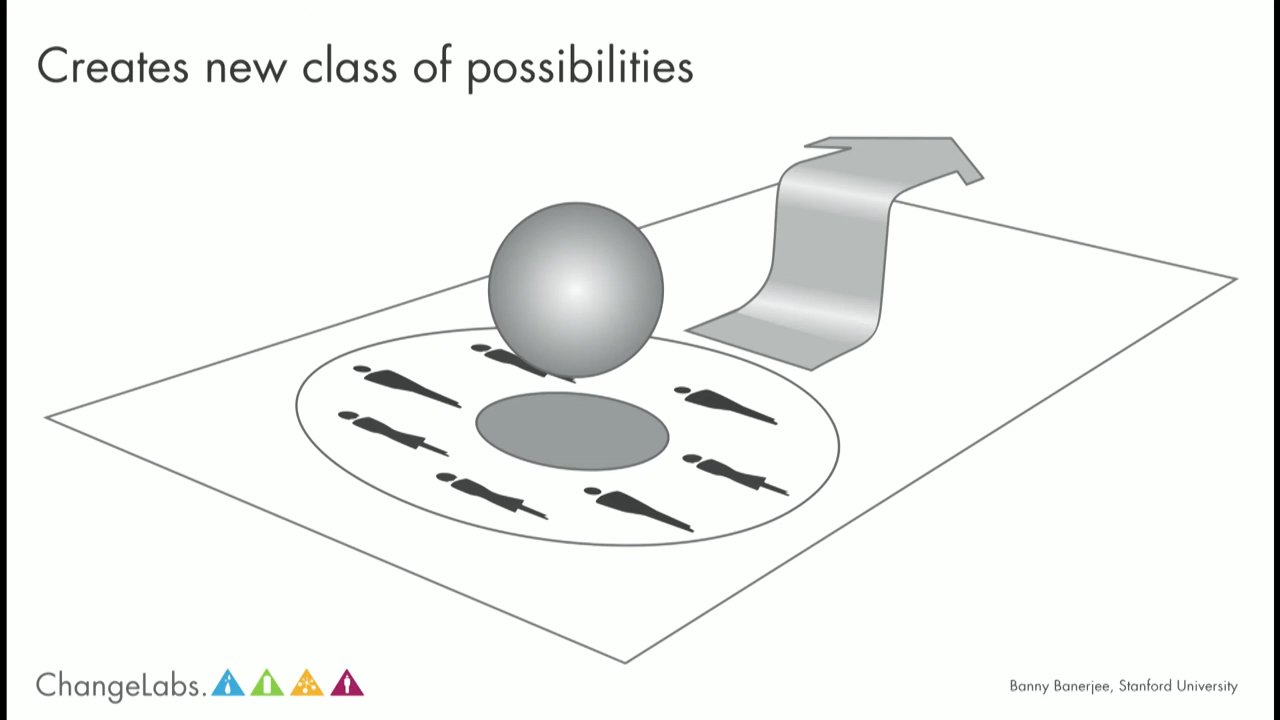 Creates new class of possibilities
ChangeLabs.
Banny Banerjee, Stanford University